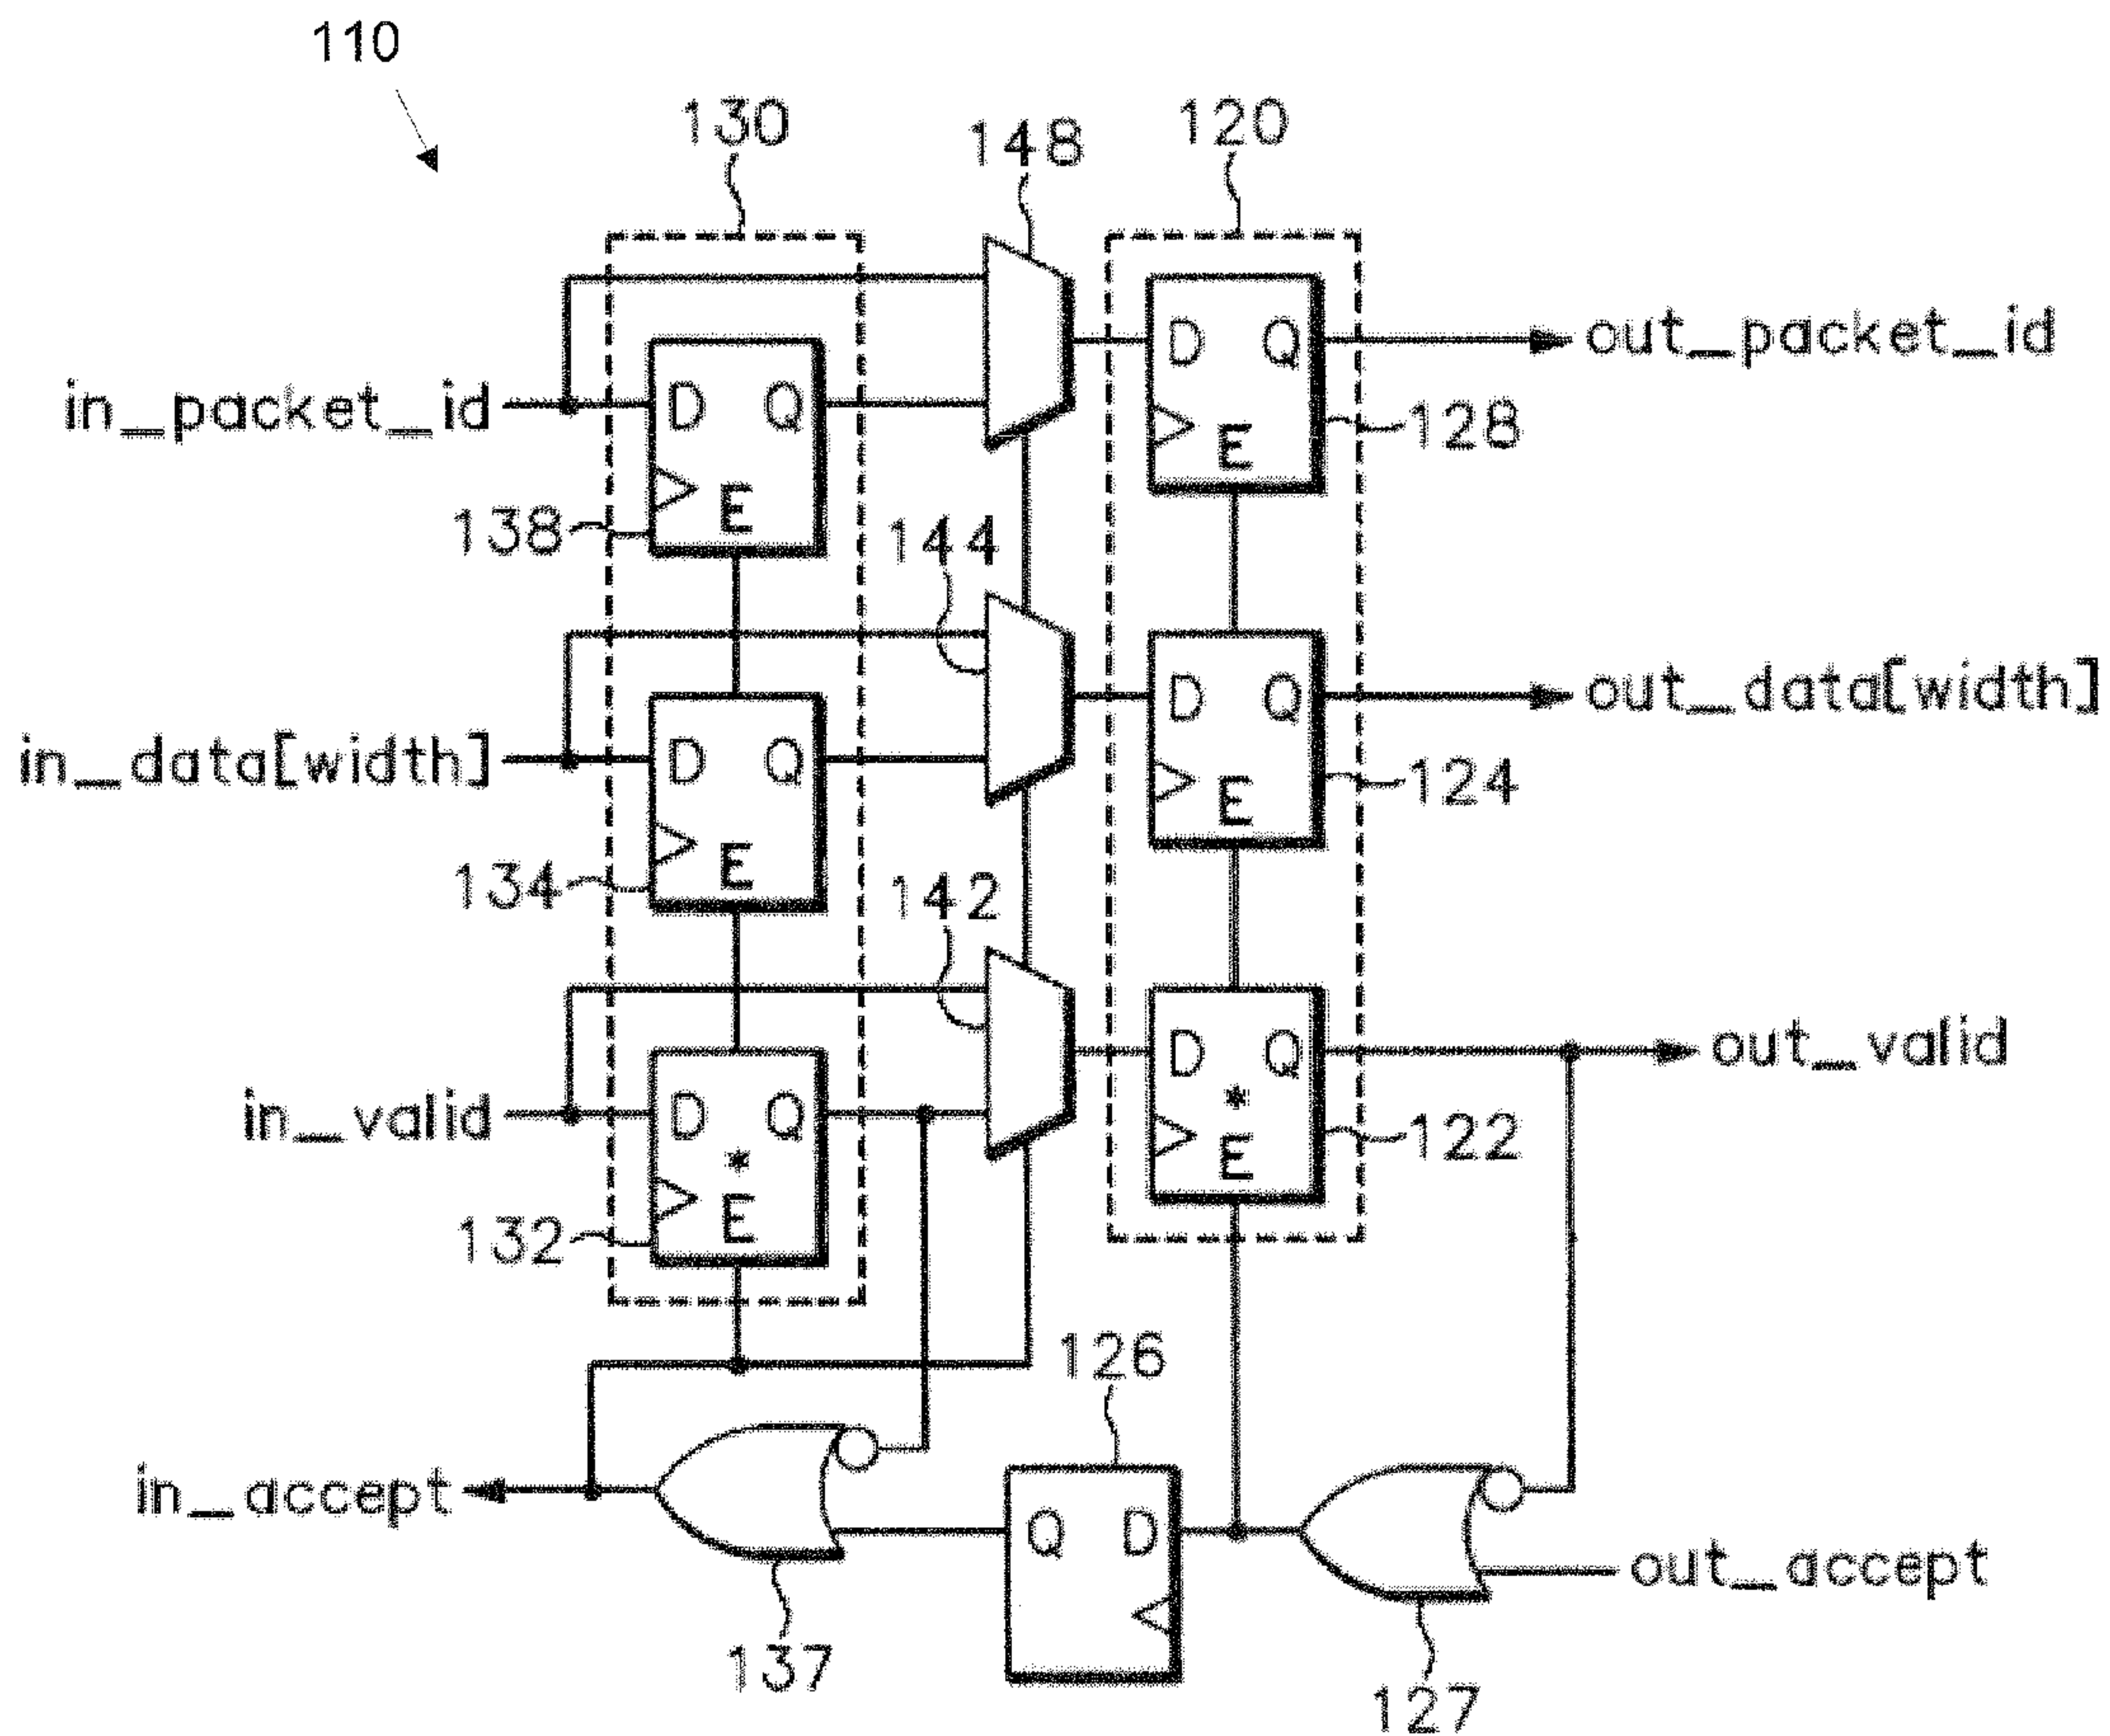 110
130
148
120
D Q
out_packet_id
in_packet_id
D Q
128
E
E
138
144
D Q
out_data[width]
in_data[width]
D Q
124
E
E
134
142
D Q
out_valid
in_valid
D Q
*
122
E
*
E
132
126
in_accept
Q D
out_accept
137
127